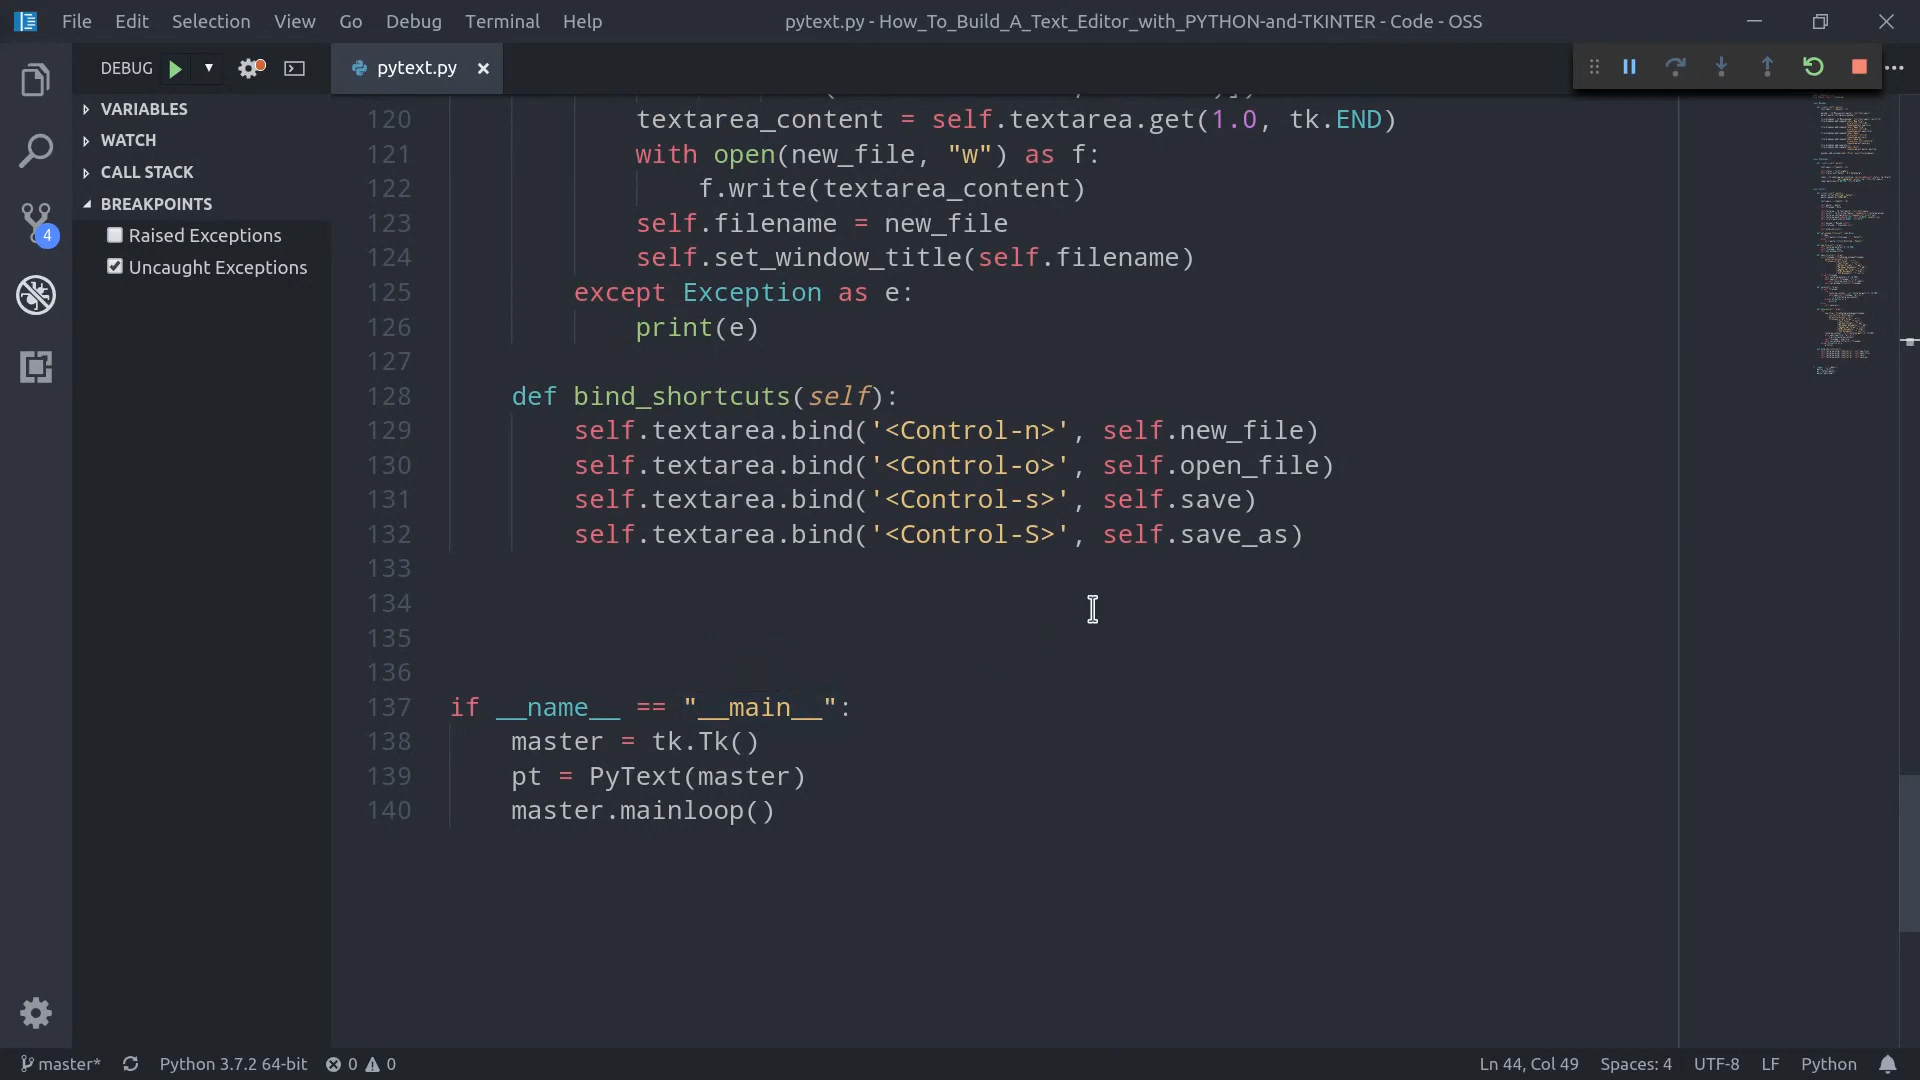 File Edit Selection View Go Debug Terminal Help
pytext.py - How_To_Build_A_Text_Editor_with_PYTHON-and-TKINTER - Code - OSS
DEBUG
pytext.py
VARIABLES
WATCH
CALL STACK
BREAKPOINTS
Raised Exceptions
Uncaught Exceptions
4
120 textarea_content = self.textarea.get(1.0, tk.END)
121 with open(new_file, "w") as f:
122 f.write(textarea_content)
123 self.filename = new_file
124 self.set_window_title(self.filename)
125 except Exception as e:
126 print(e)
127
128 def bind_shortcuts(self):
129 self.textarea.bind('<Control-n>', self.new_file)
130 self.textarea.bind('<Control-o>', self.open_file)
131 self.textarea.bind('<Control-s>', self.save)
132 self.textarea.bind('<Control-S>', self.save_as)
133
134
135
136
137 if __name__ == "__main__":
138 master = tk.Tk()
139 pt = PyText(master)
140 master.mainloop()
master* Python 3.7.2 64-bit 0 0 Ln 44, Col 49 Spaces: 4 UTF-8 LF Python